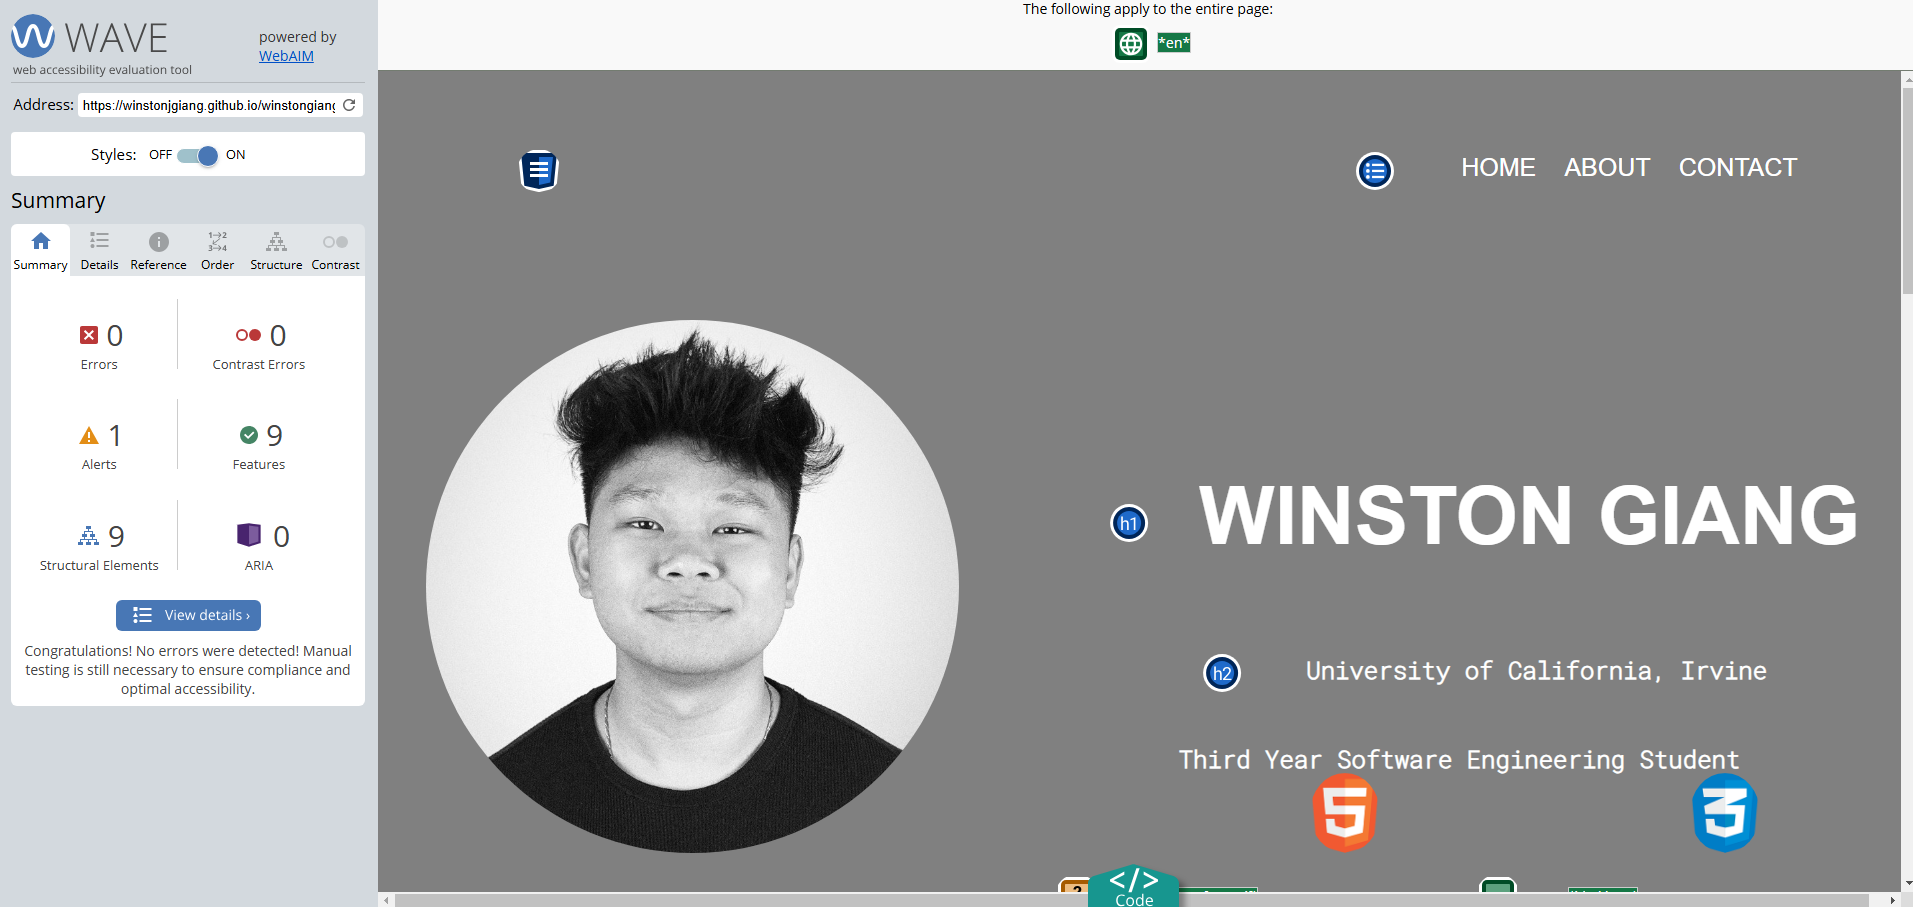 WAVE
powered by
WebAIM
web accessibility evaluation tool
Address: https://winstonjgiang.github.io/winstongiang
Styles: OFF ON
Summary
Summary Details Reference Order Structure Contrast
0 0
Errors Contrast Errors
1 9
Alerts Features
9 0
Structural Elements ARIA
View details ›
Congratulations! No errors were detected! Manual
testing is still necessary to ensure compliance and
optimal accessibility.
The following apply to the entire page:
*en*
HOME ABOUT CONTACT
h1 WINSTON GIANG
h2 University of California, Irvine
Third Year Software Engineering Student
5 3
</> Code